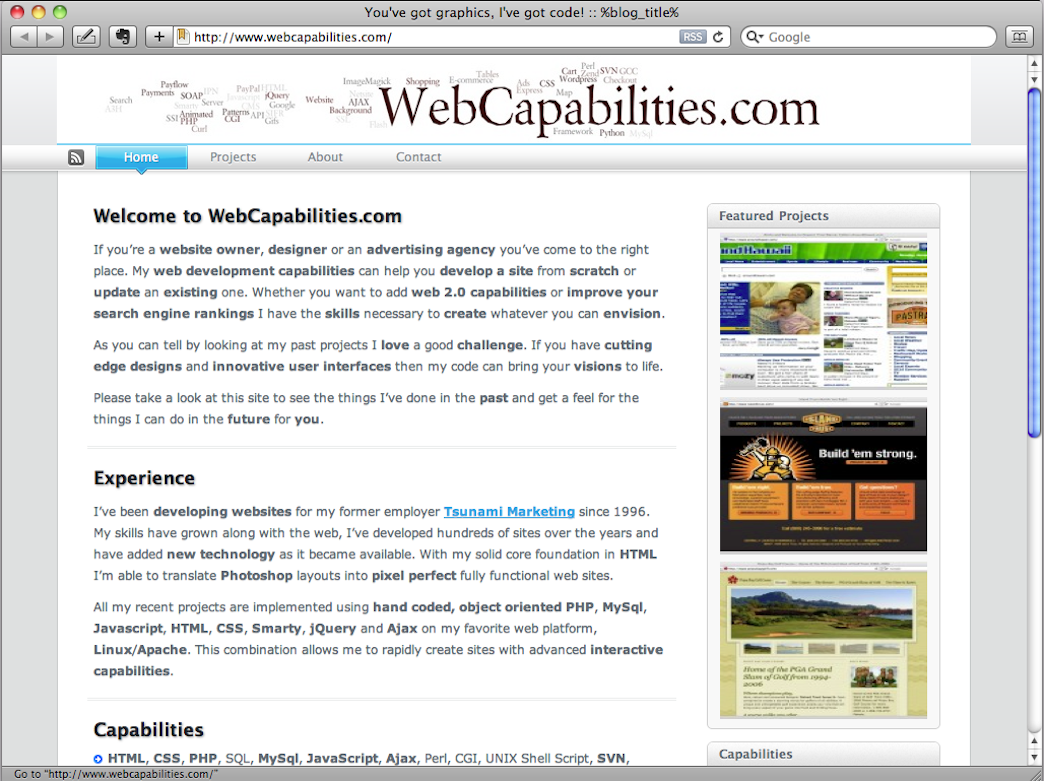 You've got graphics, I've got code! :: %blog_title%
http://www.webcapabilities.com/
RSS
Google
Search
Payflow
Payments
SOAP
Server
SSI
Animated
PHP
Curl
PayPal
HTML
jQuery
Google
CMS
Patterns
CGI
API
Gifs
Website
ImageMagick
AJAX
Background
Shopping
E-commerce
Tables
Ads
Express
CSS
Map
Cart
Wordpress
Perl
Zend
SVN
GCC
Checkout
WebCapabilities.com
Framework
Python
MySql
Home
Projects
About
Contact
Welcome to WebCapabilities.com
If you're a website owner, designer or an advertising agency you've come to the right
place. My web development capabilities can help you develop a site from scratch or
update an existing one. Whether you want to add web 2.0 capabilities or improve your
search engine rankings I have the skills necessary to create whatever you can envision.
As you can tell by looking at my past projects I love a good challenge. If you have cutting
edge designs and innovative user interfaces then my code can bring your visions to life.
Please take a look at this site to see the things I've done in the past and get a feel for the
things I can do in the future for you.
Experience
I've been developing websites for my former employer Tsunami Marketing since 1996.
My skills have grown along with the web, I've developed hundreds of sites over the years and
have added new technology as it became available. With my solid core foundation in HTML
I'm able to translate Photoshop layouts into pixel perfect fully functional web sites.
All my recent projects are implemented using hand coded, object oriented PHP, MySql,
Javascript, HTML, CSS, Smarty, jQuery and Ajax on my favorite web platform,
Linux/Apache. This combination allows me to rapidly create sites with advanced interactive
capabilities.
Capabilities
HTML, CSS, PHP, SQL, MySql, JavaScript, Ajax, Perl, CGI, UNIX Shell Script, SVN,
Featured Projects
Build 'em strong.
Build'em right.
Build'em true.
Got questions?
Home of the PGA Grand
Slam of Golf from 1994-
2006
Capabilities
Go to "http://www.webcapabilities.com/"